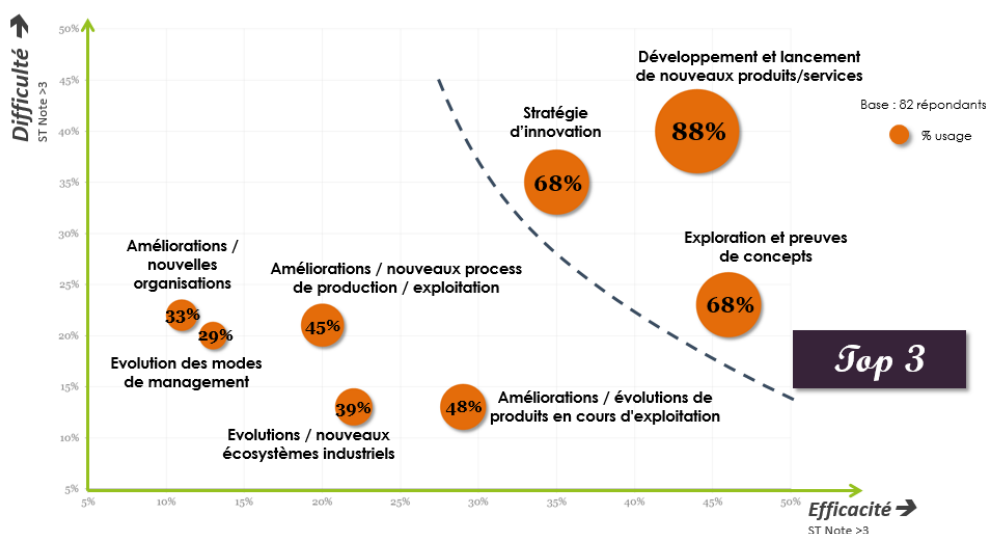 Difficulté
ST Note >3
50%
45%
40%
35%
30%
25%
20%
15%
10%
5%
Développement et lancement
de nouveaux produits/services
88%
Base : 82 répondants
% usage
Stratégie
d'innovation
68%
Exploration et preuves
de concepts
68%
Améliorations /
nouvelles
organisations
33%
29%
Evolution des modes
de management
Améliorations / nouveaux process
de production / exploitation
45%
Top 3
39%
Evolutions / nouveaux
écosystèmes industriels
48%
Améliorations / évolutions de
produits en cours d'exploitation
5%
10%
15%
20%
25%
30%
35%
40%
45%
50%
Efficacité
ST Note >3